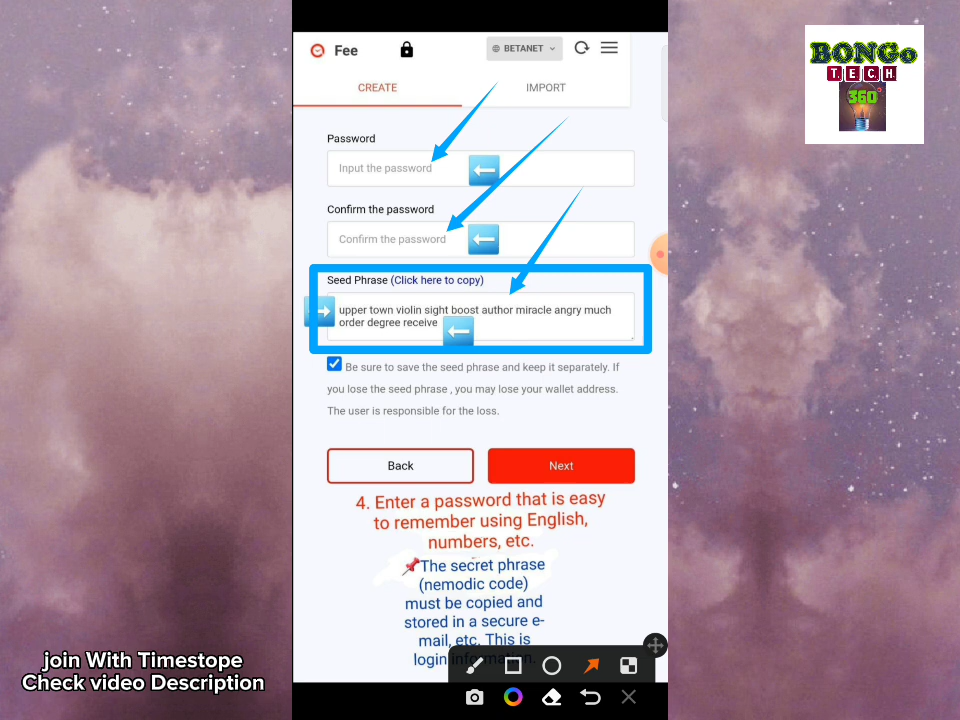 Fee
BETANET
BONGo
TECH
360°
CREATE IMPORT
Password
Input the password
Confirm the password
Confirm the password
Seed Phrase (Click here to copy)
upper town violin sight boost author miracle angry much
order degree receive
Be sure to save the seed phrase and keep it separately. If
you lose the seed phrase , you may lose your wallet address.
The user is responsible for the loss.
Back Next
4. Enter a password that is easy
to remember using English,
numbers, etc.
📌The secret phrase
(nemodic code)
must be copied and
stored in a secure e-
mail, etc. This is
login information.
join With Timestope
Check video Description